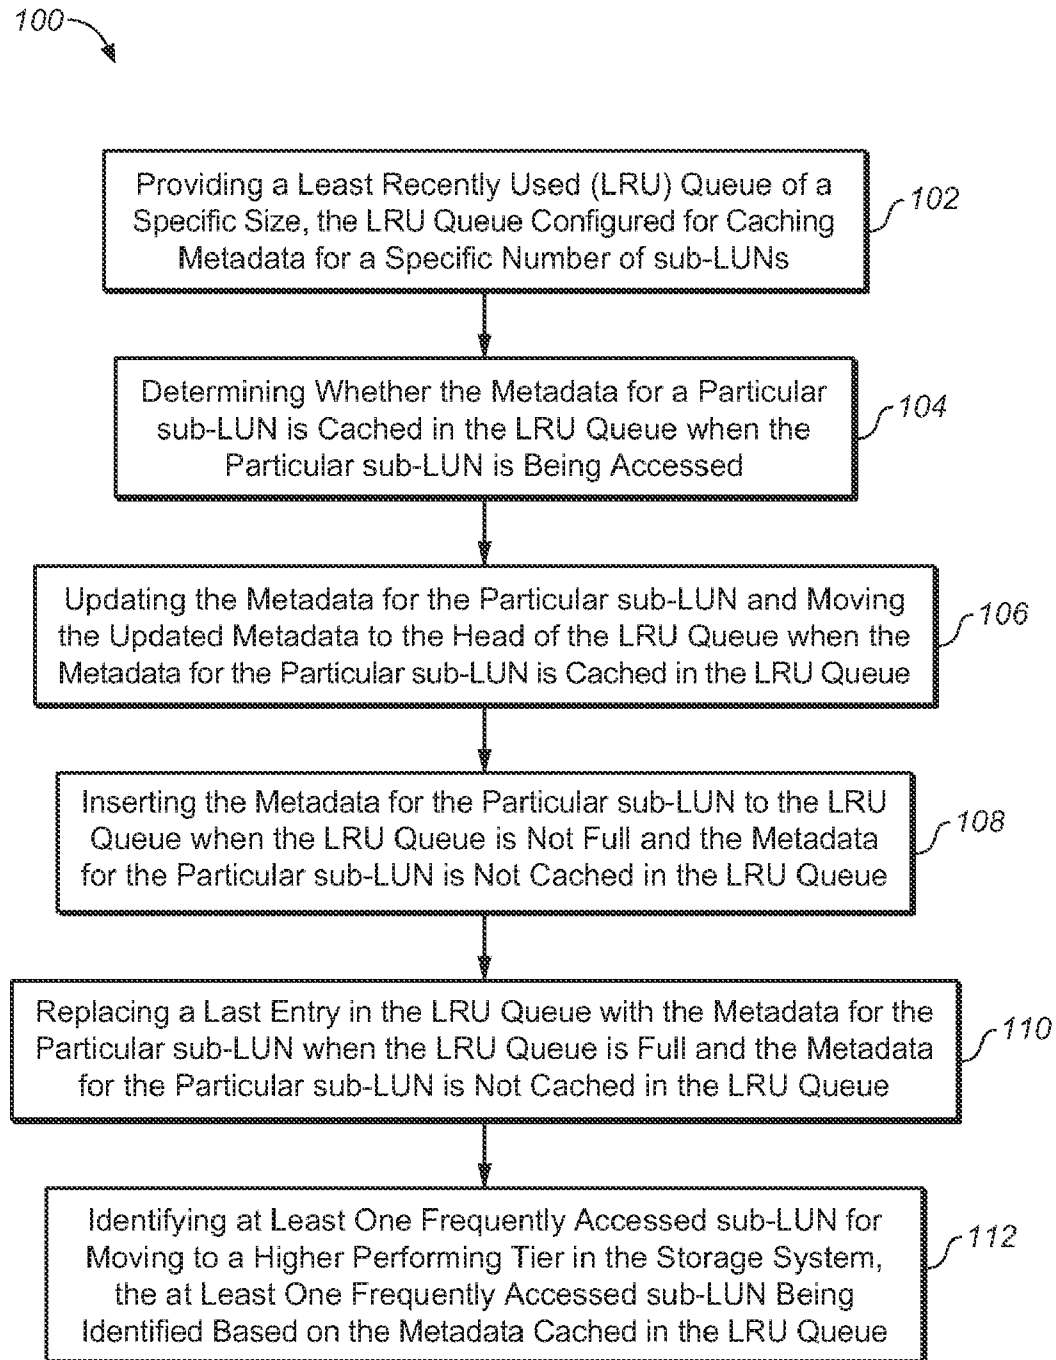 100
Providing a Least Recently Used (LRU) Queue of a
Specific Size, the LRU Queue Configured for Caching
Metadata for a Specific Number of sub-LUNs
102
Determining Whether the Metadata for a Particular
sub-LUN is Cached in the LRU Queue when the
Particular sub-LUN is Being Accessed
104
Updating the Metadata for the Particular sub-LUN and Moving
the Updated Metadata to the Head of the LRU Queue when the
Metadata for the Particular sub-LUN is Cached in the LRU Queue
106
Inserting the Metadata for the Particular sub-LUN to the LRU
Queue when the LRU Queue is Not Full and the Metadata
for the Particular sub-LUN is Not Cached in the LRU Queue
108
Replacing a Last Entry in the LRU Queue with the Metadata for the
Particular sub-LUN when the LRU Queue is Full and the Metadata
for the Particular sub-LUN is Not Cached in the LRU Queue
110
Identifying at Least One Frequently Accessed sub-LUN for
Moving to a Higher Performing Tier in the Storage System,
the at Least One Frequently Accessed sub-LUN Being
Identified Based on the Metadata Cached in the LRU Queue
112